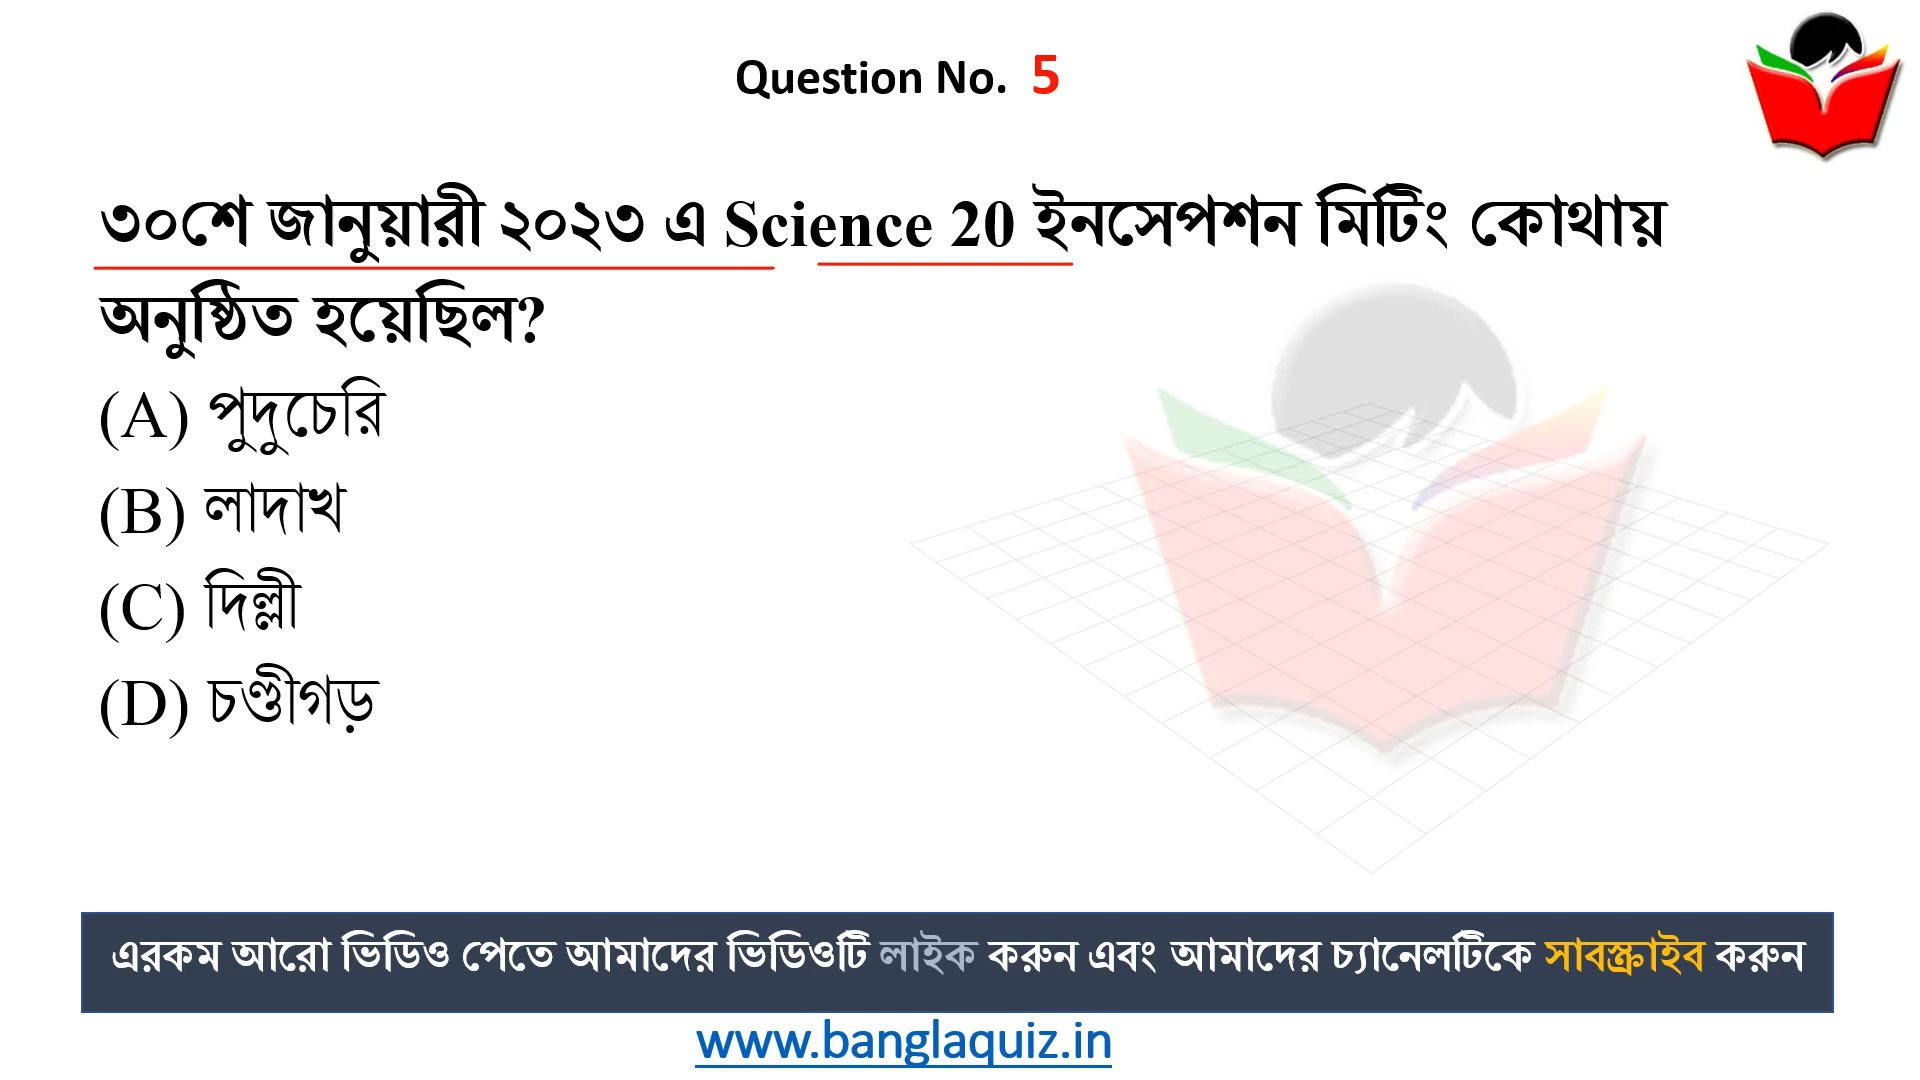 Question No. 5
৩০শে জানুয়ারী ২০২৩ এ Science 20 ইনসেপশন মিটিং কোথায়
অনুষ্ঠিত হয়েছিল?
(A) পুদুচেরি
(B) লাদাখ
(C) দিল্লী
(D) চণ্ডীগড়
এরকম আরো ভিডিও পেতে আমাদের ভিডিওটি লাইক করুন এবং আমাদের চ্যানেলটিকে সাবস্ক্রাইব করুন
www.banglaquiz.in